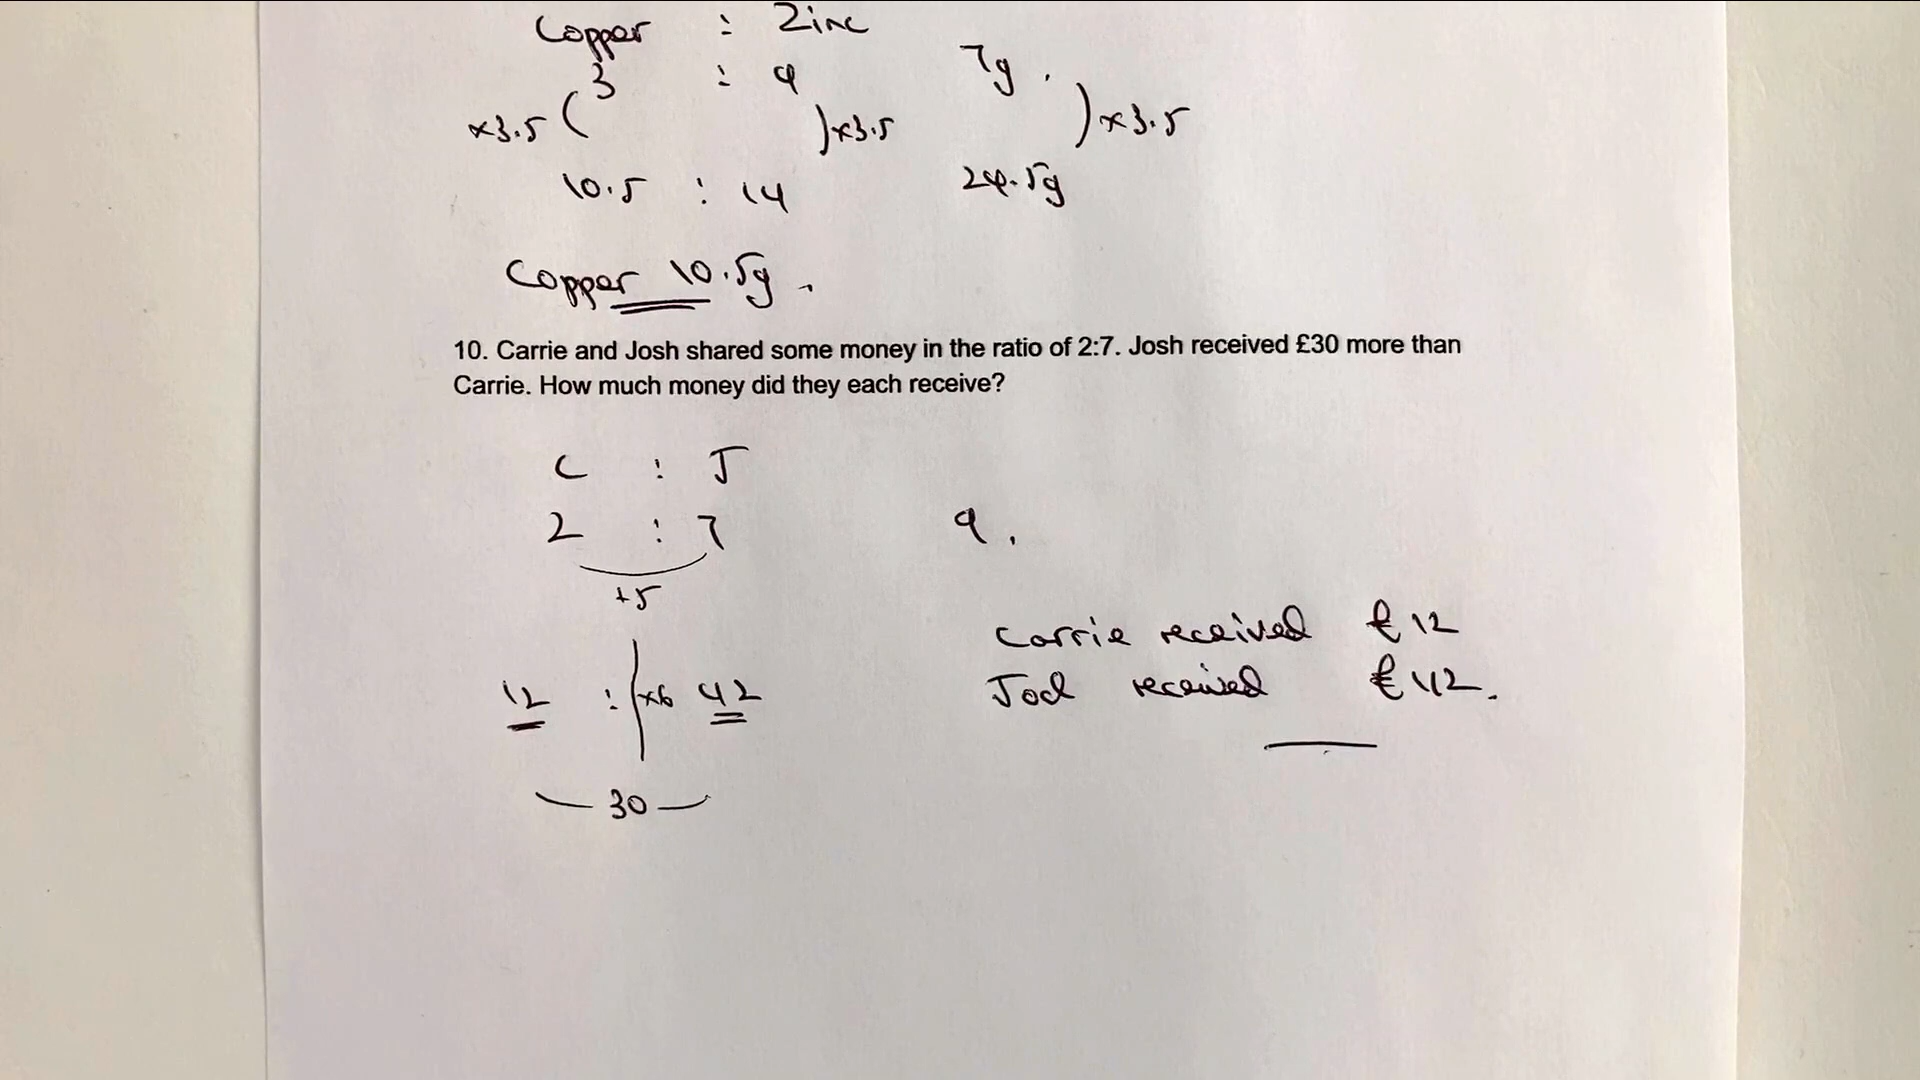 Copper : Zinc
3 : 4 7g.
×3.5 ( ) ×3.5 ) ×3.5
10.5 : 14 24.5g
Copper 10.5g.
10. Carrie and Josh shared some money in the ratio of 2:7. Josh received £30 more than
Carrie. How much money did they each receive?
C : J
2 : 7 9.
+5
Carrie received £12
12 : ×6 42
Joch received £42.
30